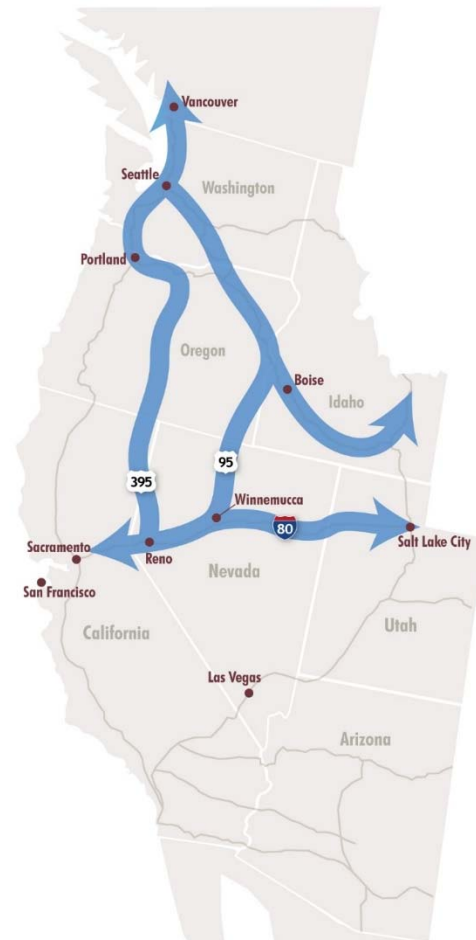 Vancouver
Seattle
Washington
Portland
Oregon
Boise
Idaho
395
95
Winnemucca
80
Sacramento
Reno
Salt Lake City
San Francisco
Nevada
California
Utah
Las Vegas
Arizona